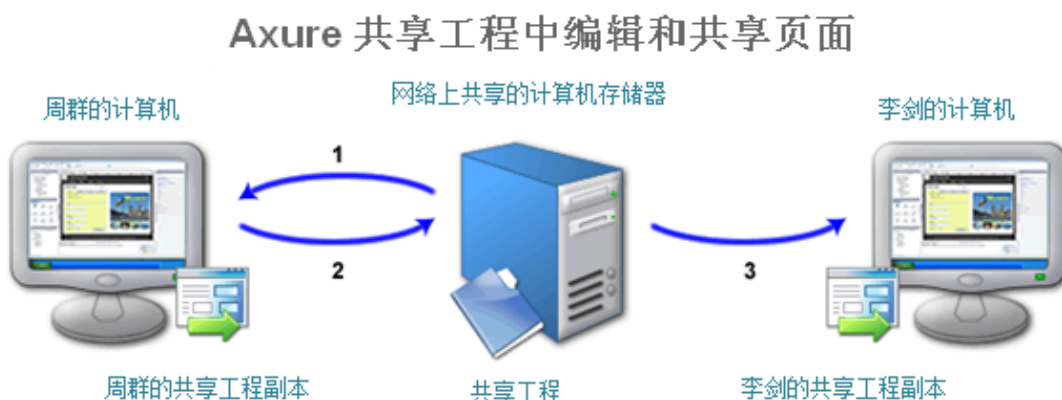 Axure 共享工程中编辑和共享页面
周群的计算机
网络上共享的计算机存储器
李剑的计算机
1
2
3
周群的共享工程副本
共享工程
李剑的共享工程副本